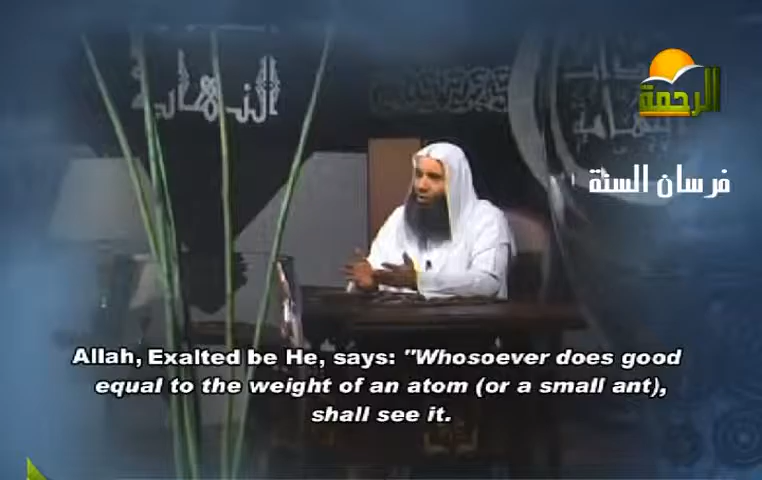 النهاية
الرحمة
فرسان السنة
Allah, Exalted be He, says: "Whosoever does good
equal to the weight of an atom (or a small ant),
shall see it.